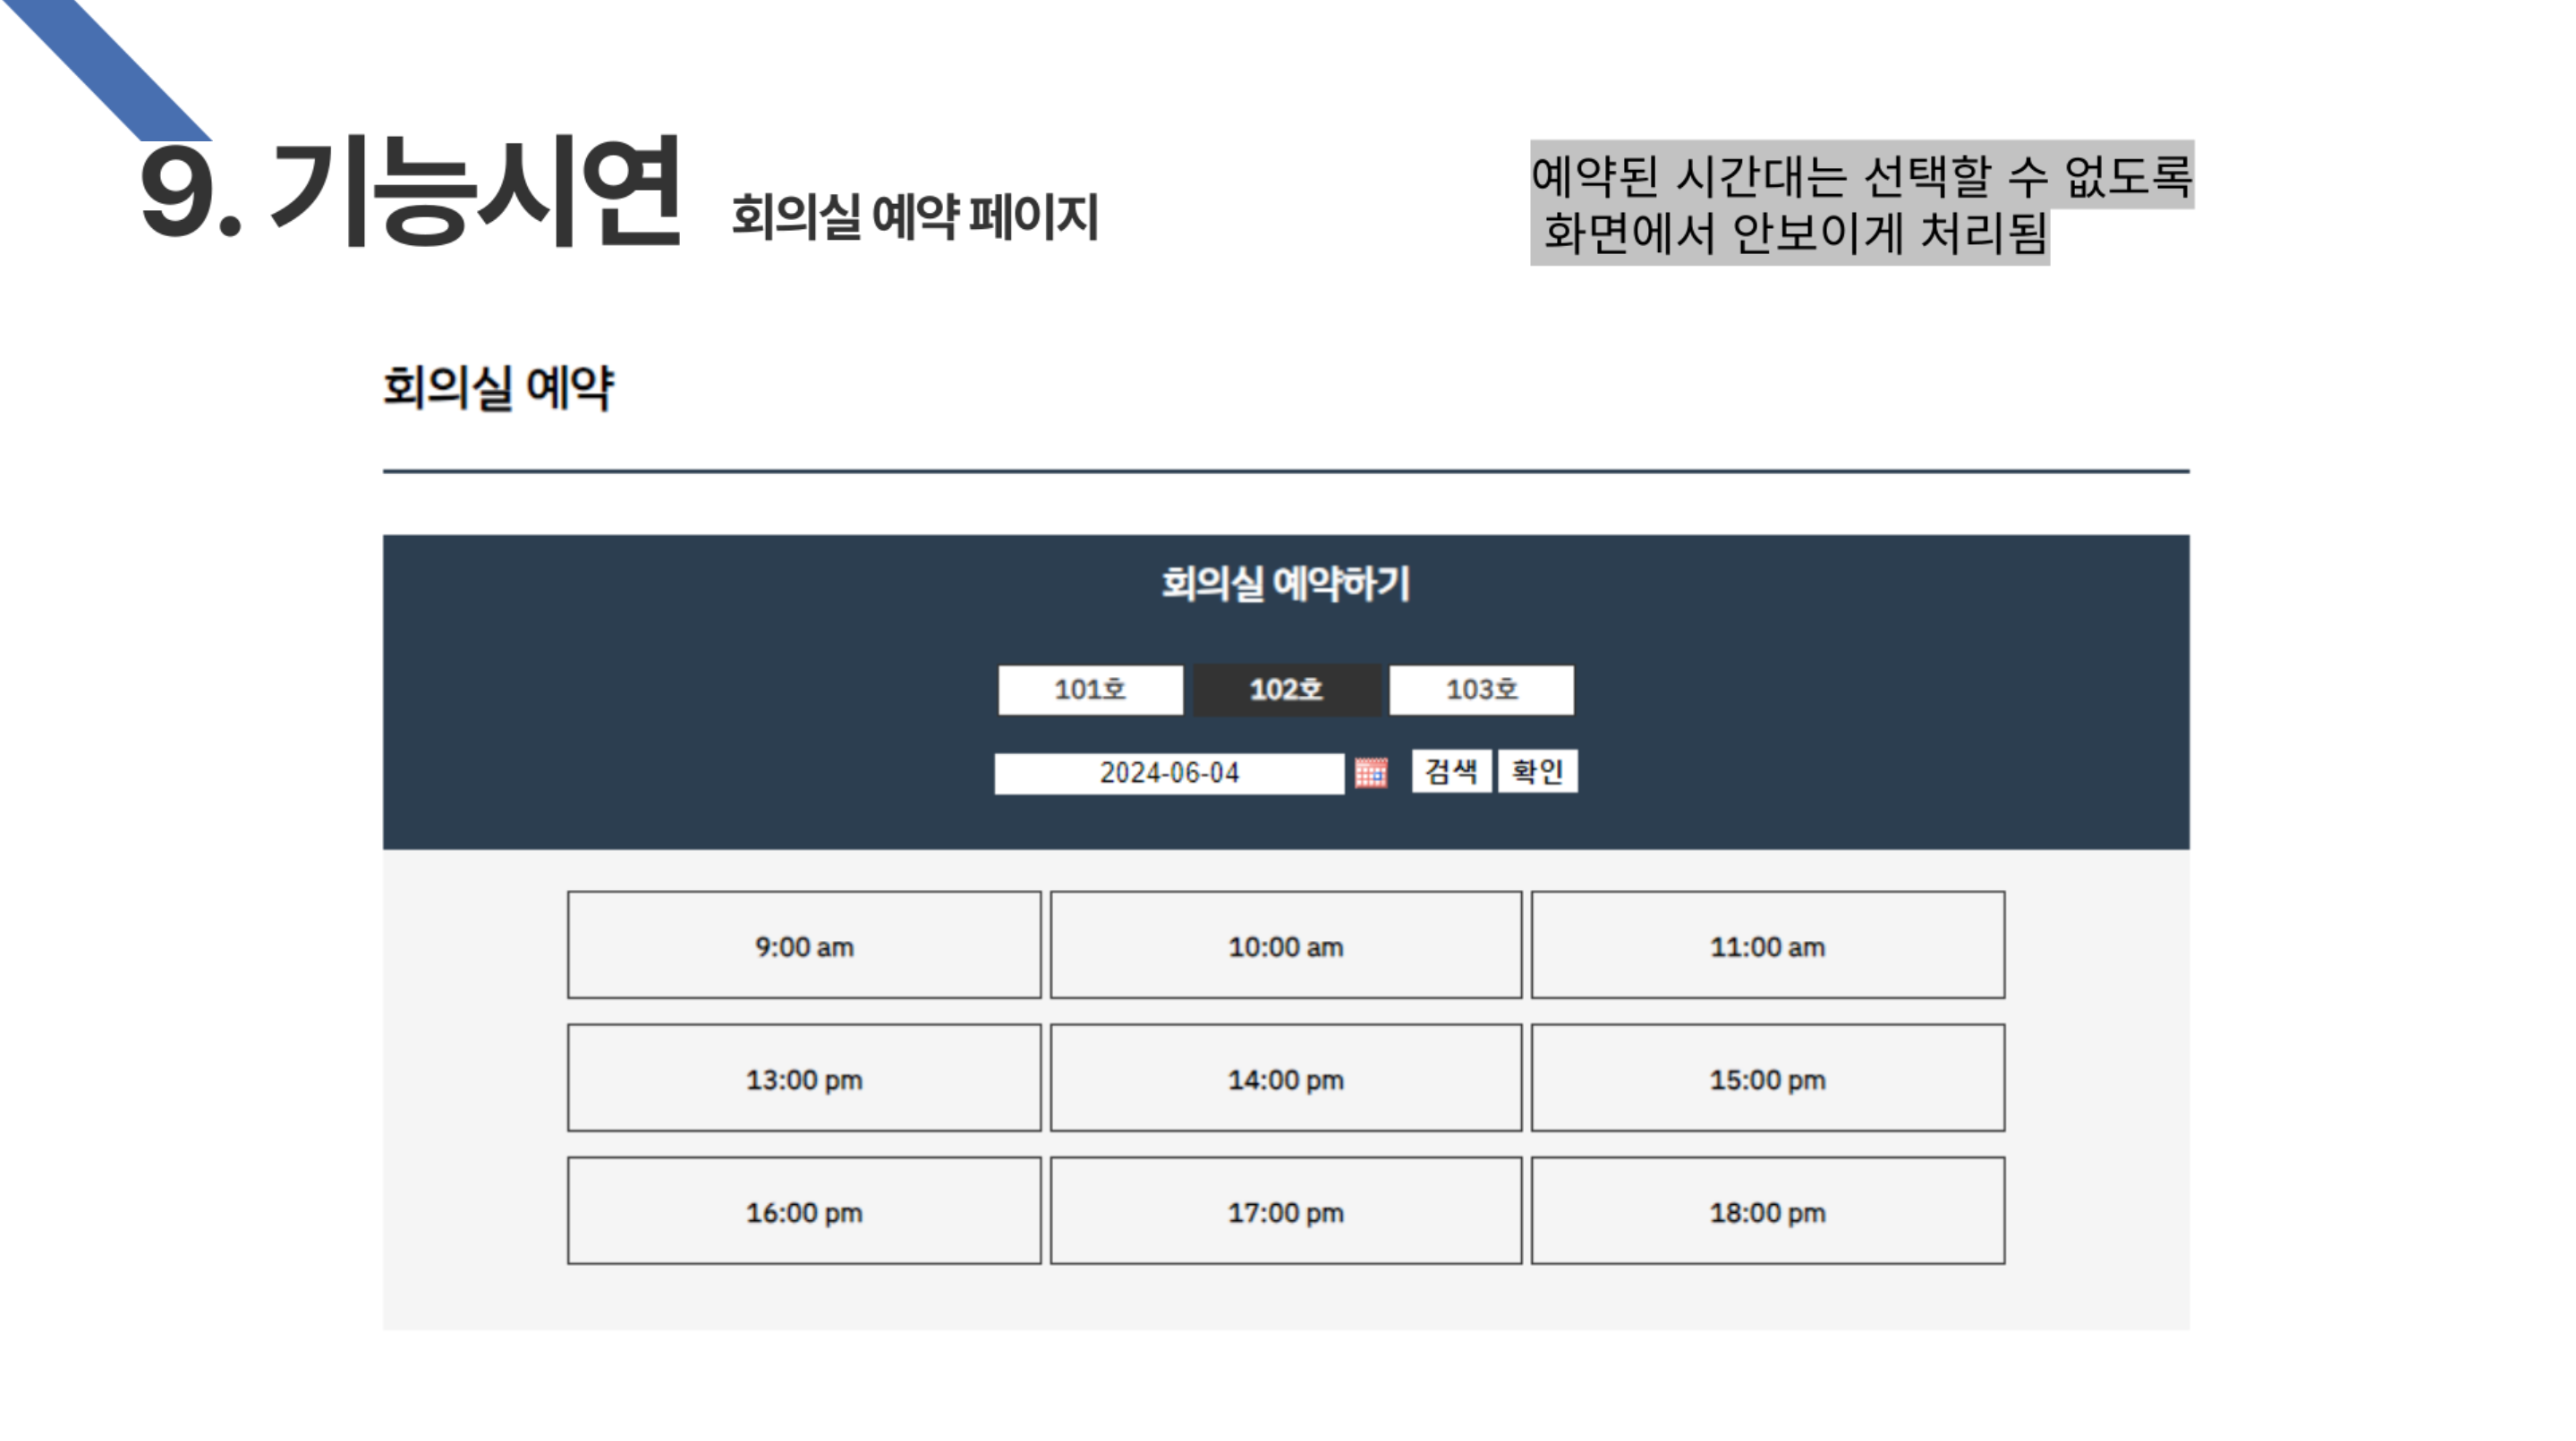 9. 기능시연 회의실 예약 페이지
예약된 시간대는 선택할 수 없도록
화면에서 안보이게 처리됨
회의실 예약
회의실 예약하기
101호 102호 103호
2024-06-04 검색 확인
9:00 am 10:00 am 11:00 am
13:00 pm 14:00 pm 15:00 pm
16:00 pm 17:00 pm 18:00 pm